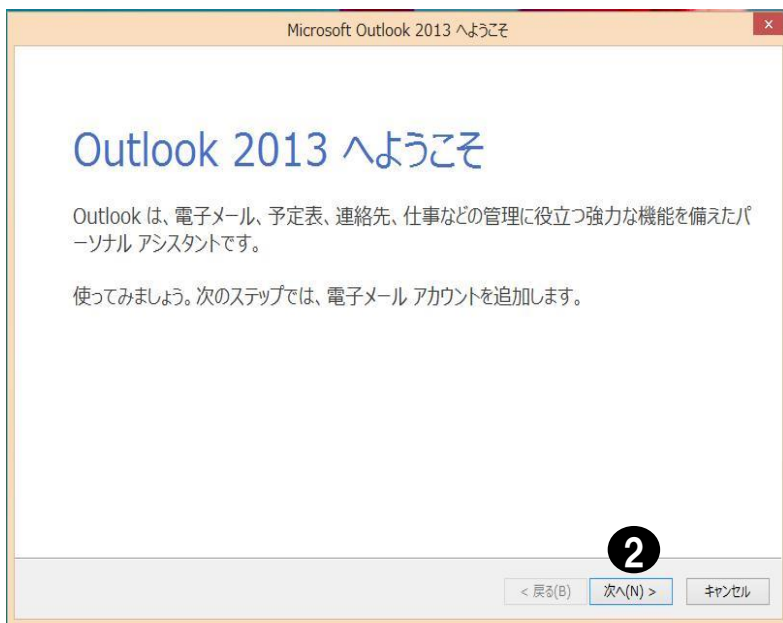 Microsoft Outlook 2013 へようこそ
x
Outlook 2013 へようこそ
Outlook は、電子メール、予定表、連絡先、仕事などの管理に役立つ強力な機能を備えたパ
ーソナル アシスタントです。
使ってみましょう。次のステップでは、電子メール アカウントを追加します。
2
< 戻る(B) 次へ(N) > キャンセル